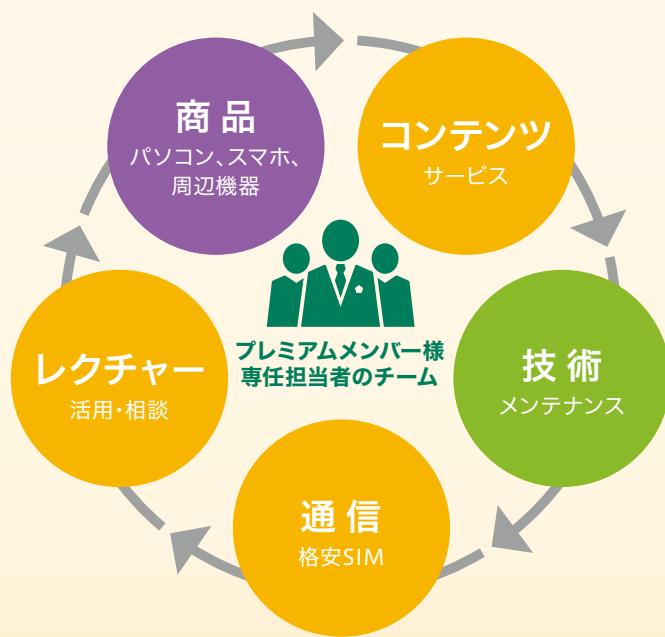 商品
パソコン、スマホ、
周辺機器
コンテンツ
サービス
技術
メンテナンス
通信
格安SIM
レクチャー
活用・相談
プレミアムメンバー様
専任担当者のチーム